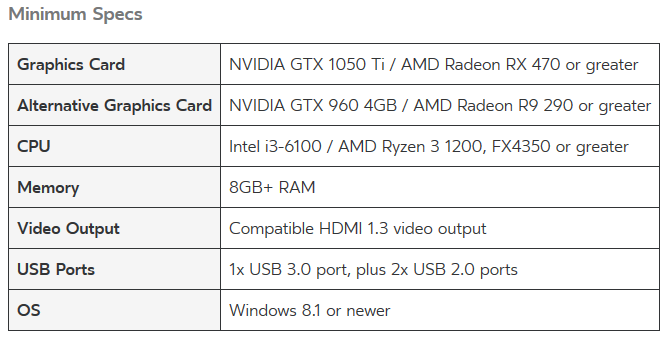 Minimum Specs
Graphics Card NVIDIA GTX 1050 Ti / AMD Radeon RX 470 or greater
Alternative Graphics Card NVIDIA GTX 960 4GB / AMD Radeon R9 290 or greater
CPU Intel i3-6100 / AMD Ryzen 3 1200, FX4350 or greater
Memory 8GB+ RAM
Video Output Compatible HDMI 1.3 video output
USB Ports 1x USB 3.0 port, plus 2x USB 2.0 ports
OS Windows 8.1 or newer